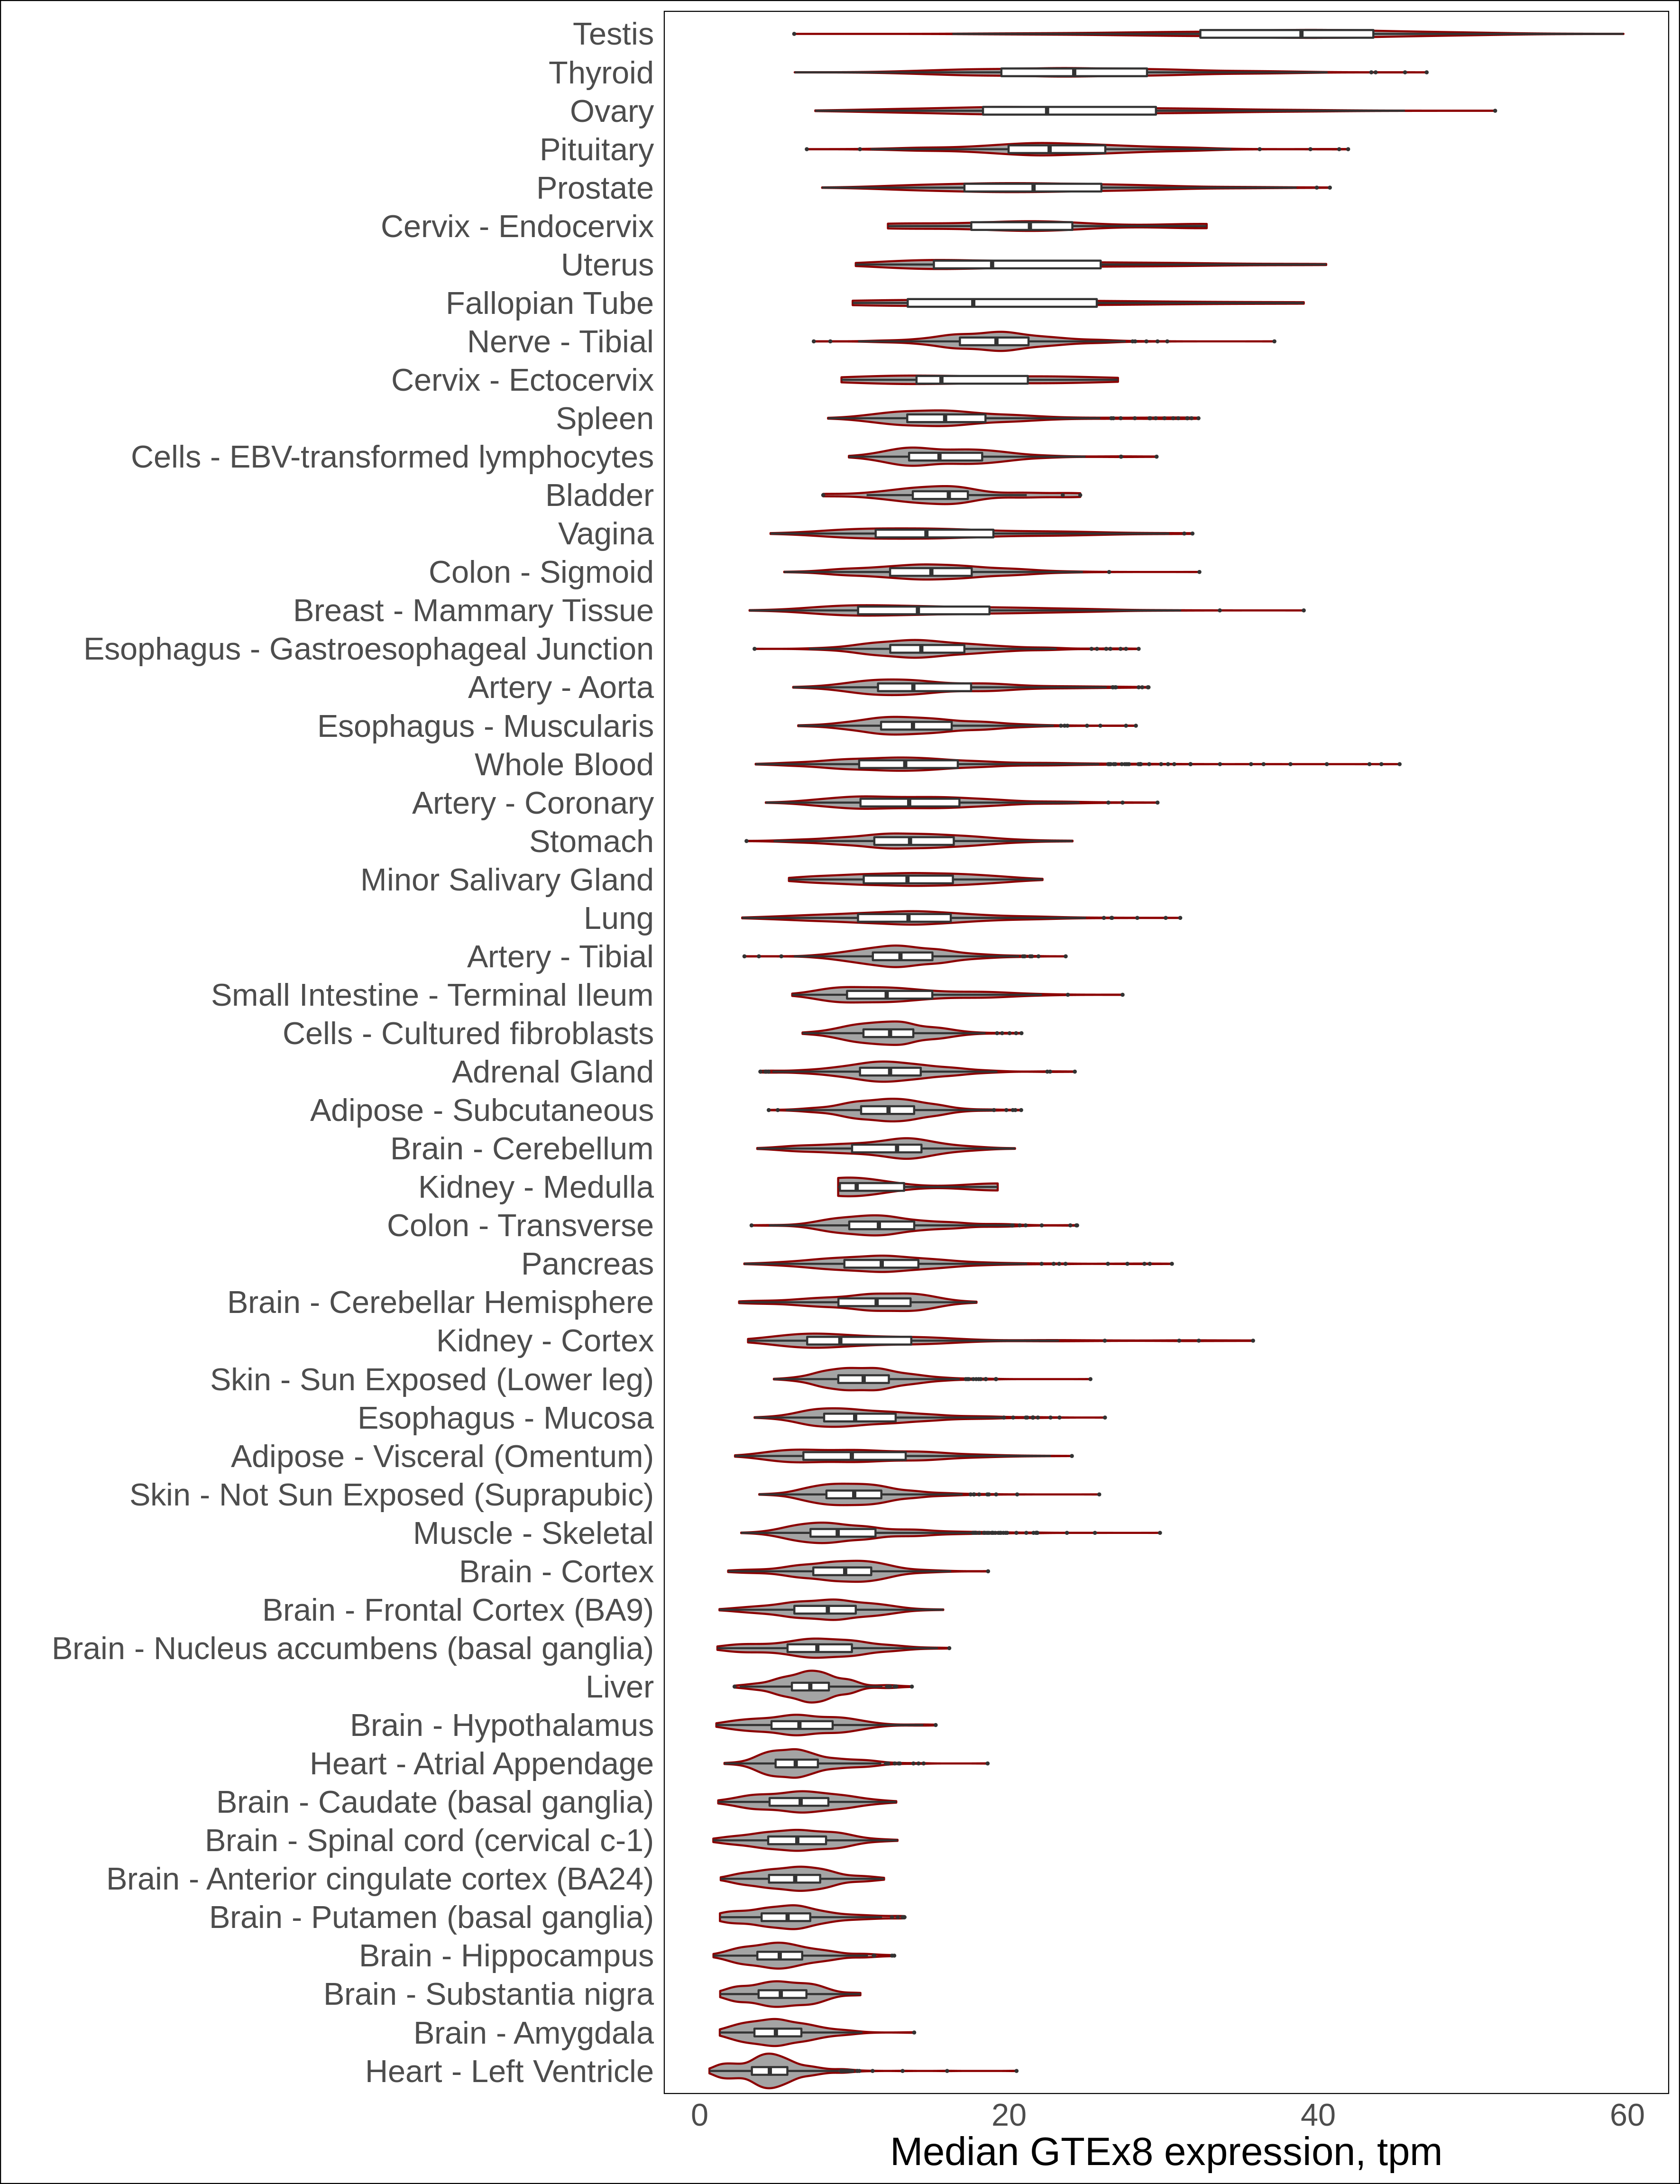 Testis
Thyroid
Ovary
Pituitary
Prostate
Cervix - Endocervix
Uterus
Fallopian Tube
Nerve - Tibial
Cervix - Ectocervix
Spleen
Cells - EBV-transformed lymphocytes
Bladder
Vagina
Colon - Sigmoid
Breast - Mammary Tissue
Esophagus - Gastroesophageal Junction
Artery - Aorta
Esophagus - Muscularis
Whole Blood
Artery - Coronary
Stomach
Minor Salivary Gland
Lung
Artery - Tibial
Small Intestine - Terminal Ileum
Cells - Cultured fibroblasts
Adrenal Gland
Adipose - Subcutaneous
Brain - Cerebellum
Kidney - Medulla
Colon - Transverse
Pancreas
Brain - Cerebellar Hemisphere
Kidney - Cortex
Skin - Sun Exposed (Lower leg)
Esophagus - Mucosa
Adipose - Visceral (Omentum)
Skin - Not Sun Exposed (Suprapubic)
Muscle - Skeletal
Brain - Cortex
Brain - Frontal Cortex (BA9)
Brain - Nucleus accumbens (basal ganglia)
Liver
Brain - Hypothalamus
Heart - Atrial Appendage
Brain - Caudate (basal ganglia)
Brain - Spinal cord (cervical c-1)
Brain - Anterior cingulate cortex (BA24)
Brain - Putamen (basal ganglia)
Brain - Hippocampus
Brain - Substantia nigra
Brain - Amygdala
Heart - Left Ventricle
0 20 40 60
Median GTEx8 expression, tpm